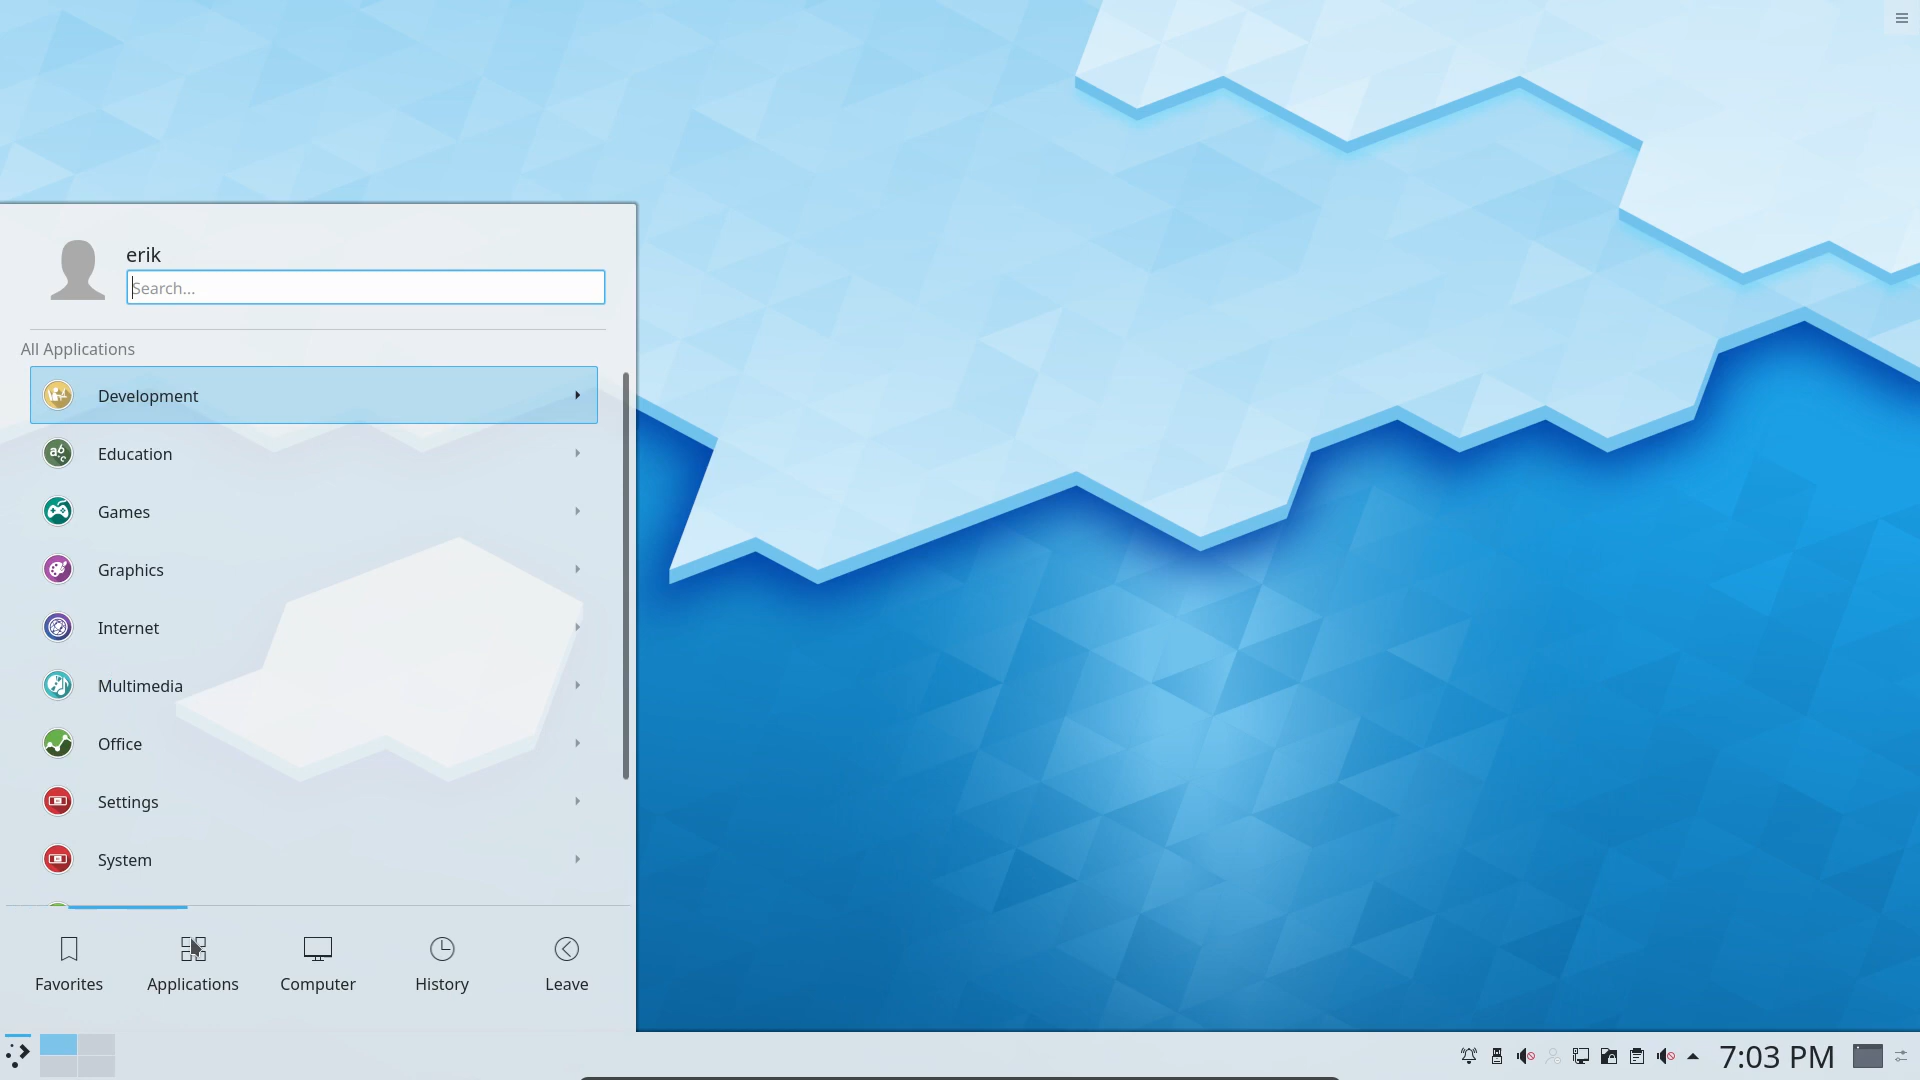 erik
Search...
All Applications
Development
Education
Games
Graphics
Internet
Multimedia
Office
Settings
System
Favorites Applications Computer History Leave
7:03 PM